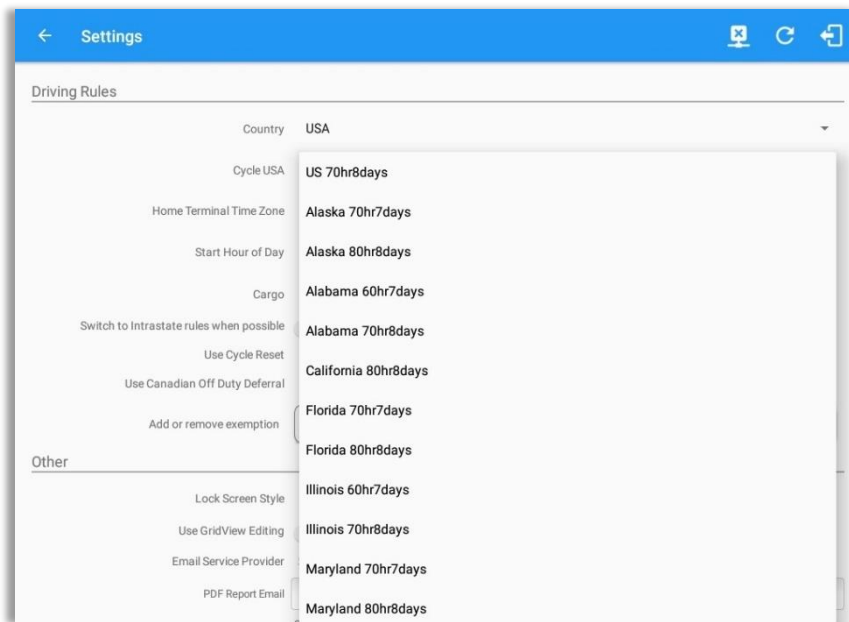 Settings
Driving Rules
Country USA
Cycle USA
US 70hr8days
Home Terminal Time Zone
Alaska 70hr7days
Start Hour of Day
Alaska 80hr8days
Cargo
Alabama 60hr7days
Switch to Intrastate rules when possible
Alabama 70hr8days
Use Cycle Reset
California 80hr8days
Use Canadian Off Duty Deferral
Florida 70hr7days
Add or remove exemption
Florida 80hr8days
Other
Illinois 60hr7days
Lock Screen Style
Illinois 70hr8days
Use GridView Editing
Email Service Provider
Maryland 70hr7days
PDF Report Email
Maryland 80hr8days